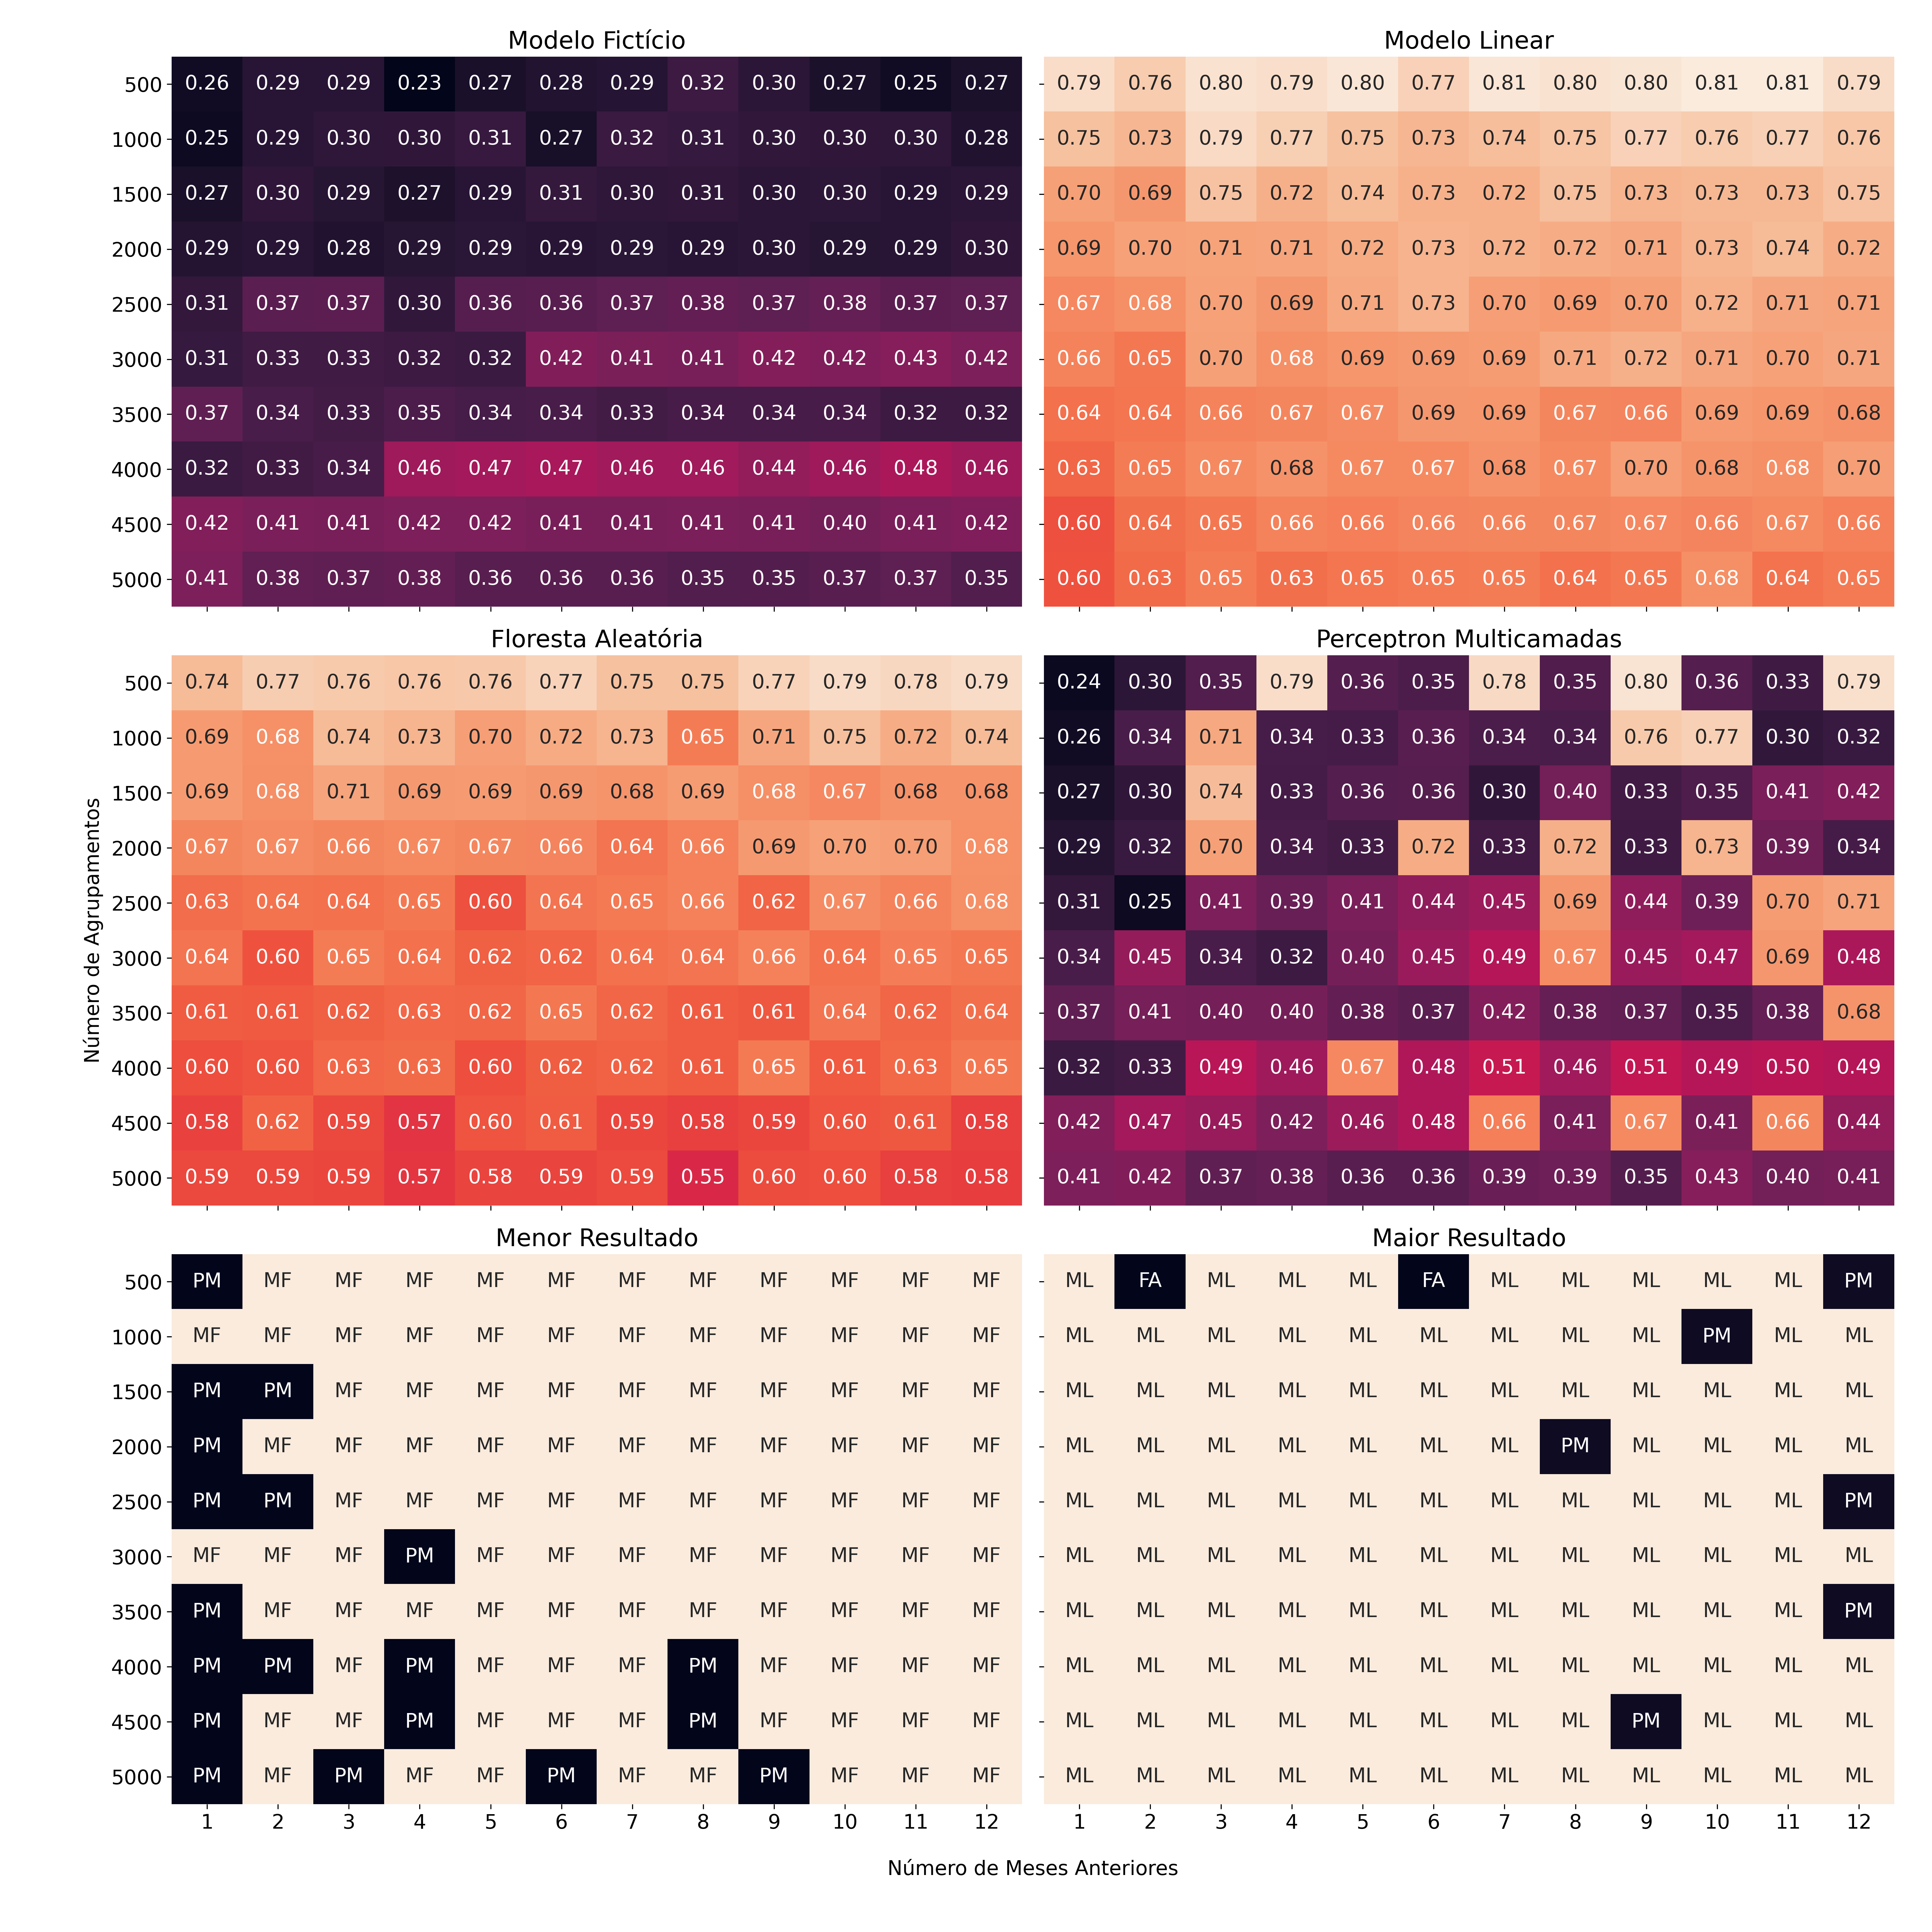 Modelo Fictício
500 0.26 0.29 0.29 0.23 0.27 0.28 0.29 0.32 0.30 0.27 0.25 0.27
1000 0.25 0.29 0.30 0.30 0.31 0.27 0.32 0.31 0.30 0.30 0.30 0.28
1500 0.27 0.30 0.29 0.27 0.29 0.31 0.30 0.31 0.30 0.30 0.29 0.29
2000 0.29 0.29 0.28 0.29 0.29 0.29 0.29 0.29 0.30 0.29 0.29 0.30
2500 0.31 0.37 0.37 0.30 0.36 0.36 0.37 0.38 0.37 0.38 0.37 0.37
3000 0.31 0.33 0.33 0.32 0.32 0.42 0.41 0.41 0.42 0.42 0.43 0.42
3500 0.37 0.34 0.33 0.35 0.34 0.34 0.33 0.34 0.34 0.34 0.32 0.32
4000 0.32 0.33 0.34 0.46 0.47 0.47 0.46 0.46 0.44 0.46 0.48 0.46
4500 0.42 0.41 0.41 0.42 0.42 0.41 0.41 0.41 0.41 0.40 0.41 0.42
5000 0.41 0.38 0.37 0.38 0.36 0.36 0.36 0.35 0.35 0.37 0.37 0.35
Modelo Linear
0.79 0.76 0.80 0.79 0.80 0.77 0.81 0.80 0.80 0.81 0.81 0.79
0.75 0.73 0.79 0.77 0.75 0.73 0.74 0.75 0.77 0.76 0.77 0.76
0.70 0.69 0.75 0.72 0.74 0.73 0.72 0.75 0.73 0.73 0.73 0.75
0.69 0.70 0.71 0.71 0.72 0.73 0.72 0.72 0.71 0.73 0.74 0.72
0.67 0.68 0.70 0.69 0.71 0.73 0.70 0.69 0.70 0.72 0.71 0.71
0.66 0.65 0.70 0.68 0.69 0.69 0.69 0.71 0.72 0.71 0.70 0.71
0.64 0.64 0.66 0.67 0.67 0.69 0.69 0.67 0.66 0.69 0.69 0.68
0.63 0.65 0.67 0.68 0.67 0.67 0.68 0.67 0.70 0.68 0.68 0.70
0.60 0.64 0.65 0.66 0.66 0.66 0.66 0.67 0.67 0.66 0.67 0.66
0.60 0.63 0.65 0.63 0.65 0.65 0.65 0.64 0.65 0.68 0.64 0.65
Número de Agrupamentos
Floresta Aleatória
500 0.74 0.77 0.76 0.76 0.76 0.77 0.75 0.75 0.77 0.79 0.78 0.79
1000 0.69 0.68 0.74 0.73 0.70 0.72 0.73 0.65 0.71 0.75 0.72 0.74
1500 0.69 0.68 0.71 0.69 0.69 0.69 0.68 0.69 0.68 0.67 0.68 0.68
2000 0.67 0.67 0.66 0.67 0.67 0.66 0.64 0.66 0.69 0.70 0.70 0.68
2500 0.63 0.64 0.64 0.65 0.60 0.64 0.65 0.66 0.62 0.67 0.66 0.68
3000 0.64 0.60 0.65 0.64 0.62 0.62 0.64 0.64 0.66 0.64 0.65 0.65
3500 0.61 0.61 0.62 0.63 0.62 0.65 0.62 0.61 0.61 0.64 0.62 0.64
4000 0.60 0.60 0.63 0.63 0.60 0.62 0.62 0.61 0.65 0.61 0.63 0.65
4500 0.58 0.62 0.59 0.57 0.60 0.61 0.59 0.58 0.59 0.60 0.61 0.58
5000 0.59 0.59 0.59 0.57 0.58 0.59 0.59 0.55 0.60 0.60 0.58 0.58
Perceptron Multicamadas
0.24 0.30 0.35 0.79 0.36 0.35 0.78 0.35 0.80 0.36 0.33 0.79
0.26 0.34 0.71 0.34 0.33 0.36 0.34 0.34 0.76 0.77 0.30 0.32
0.27 0.30 0.74 0.33 0.36 0.36 0.30 0.40 0.33 0.35 0.41 0.42
0.29 0.32 0.70 0.34 0.33 0.72 0.33 0.72 0.33 0.73 0.39 0.34
0.31 0.25 0.41 0.39 0.41 0.44 0.45 0.69 0.44 0.39 0.70 0.71
0.34 0.45 0.34 0.32 0.40 0.45 0.49 0.67 0.45 0.47 0.69 0.48
0.37 0.41 0.40 0.40 0.38 0.37 0.42 0.38 0.37 0.35 0.38 0.68
0.32 0.33 0.49 0.46 0.67 0.48 0.51 0.46 0.51 0.49 0.50 0.49
0.42 0.47 0.45 0.42 0.46 0.48 0.66 0.41 0.67 0.41 0.66 0.44
0.41 0.42 0.37 0.38 0.36 0.36 0.39 0.39 0.35 0.43 0.40 0.41
Menor Resultado
500 PM MF MF MF MF MF MF MF MF MF MF MF
1000 MF MF MF MF MF MF MF MF MF MF MF MF
1500 PM PM MF MF MF MF MF MF MF MF MF MF
2000 PM MF MF MF MF MF MF MF MF MF MF MF
2500 PM PM MF MF MF MF MF MF MF MF MF MF
3000 MF MF MF PM MF MF MF MF MF MF MF MF
3500 PM MF MF MF MF MF MF MF MF MF MF MF
4000 PM PM MF PM MF MF MF PM MF MF MF MF
4500 PM MF MF PM MF MF MF PM MF MF MF MF
5000 PM MF PM MF MF PM MF MF PM MF MF MF
1 2 3 4 5 6 7 8 9 10 11 12
Maior Resultado
ML FA ML ML ML FA ML ML ML ML ML PM
ML ML ML ML ML ML ML ML ML PM ML ML
ML ML ML ML ML ML ML ML ML ML ML ML
ML ML ML ML ML ML ML PM ML ML ML ML
ML ML ML ML ML ML ML ML ML ML ML PM
ML ML ML ML ML ML ML ML ML ML ML ML
ML ML ML ML ML ML ML ML ML ML ML PM
ML ML ML ML ML ML ML ML ML ML ML ML
ML ML ML ML ML ML ML ML PM ML ML ML
ML ML ML ML ML ML ML ML ML ML ML ML
1 2 3 4 5 6 7 8 9 10 11 12
Número de Meses Anteriores